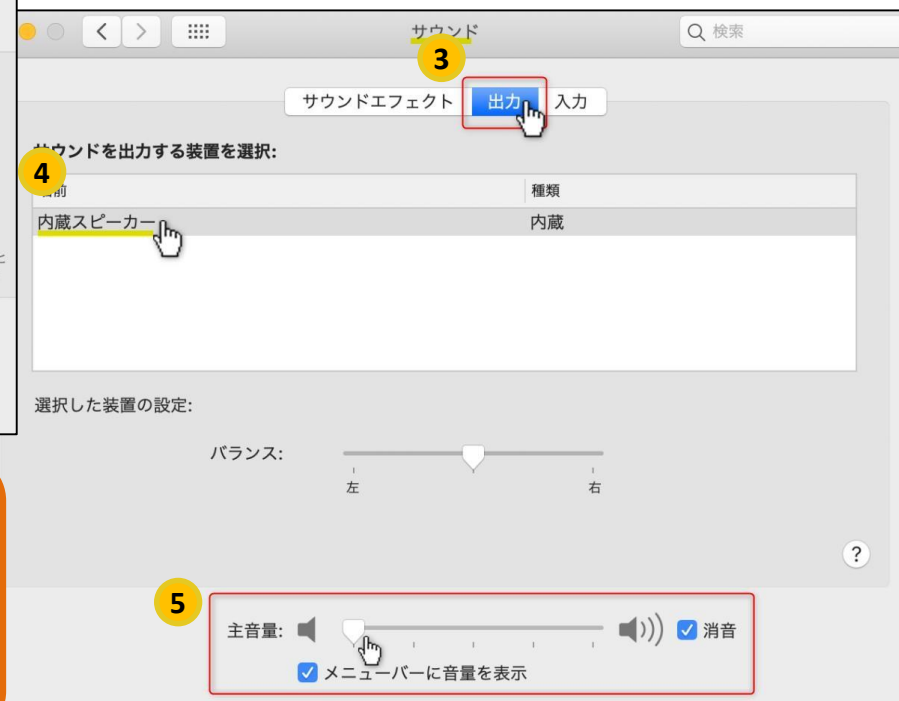 サウンド
検索
3
サウンドエフェクト
出力
入力
サウンドを出力する装置を選択:
4
名前
種類
内蔵スピーカー
内蔵
と
選択した装置の設定:
バランス:
左
右
?
5
主音量:
消音
メニューバーに音量を表示